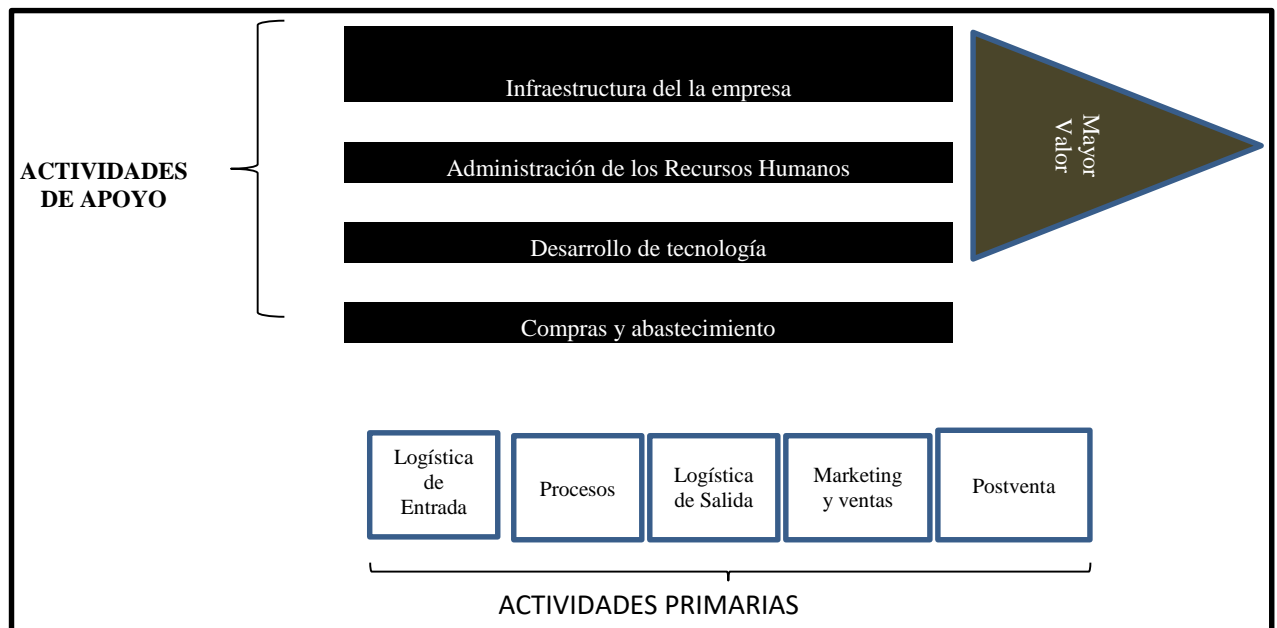 Infraestructura del la empresa
Mayor
Valor
Administración de los Recursos Humanos
ACTIVIDADES
DE APOYO
Desarrollo de tecnología
Compras y abastecimiento
Logística
de
Entrada
Procesos
Logística
de Salida
Marketing
y ventas
Postventa
ACTIVIDADES PRIMARIAS